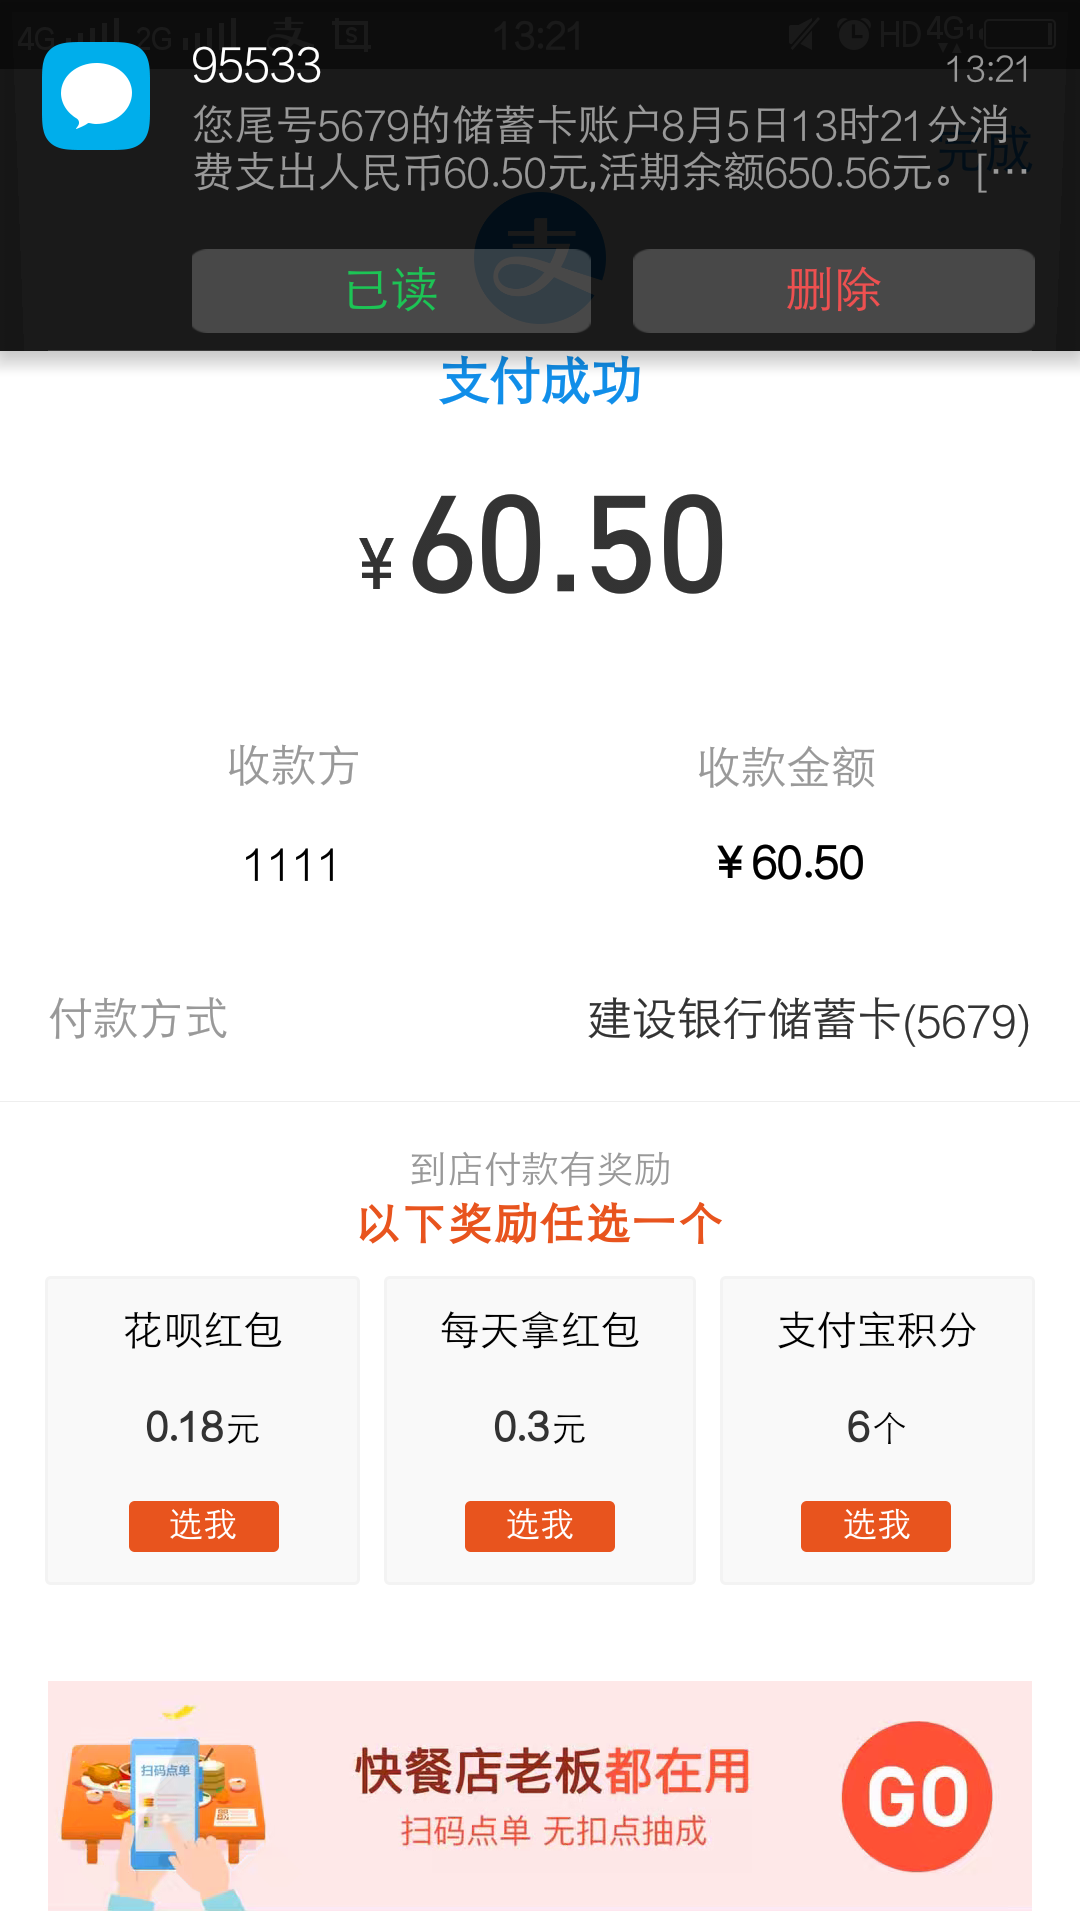 4G 2G 13:21 HD 4G
95533
13:21
您尾号5679的储蓄卡账户8月5日13时21分消
费支出人民币60.50元,活期余额650.56元。[…
完成
已读
删除
支付成功
¥60.50
收款方
收款金额
1111
¥60.50
付款方式
建设银行储蓄卡(5679)
到店付款有奖励
以下奖励任选一个
花呗红包
每天拿红包
支付宝积分
0.18元
0.3元
6个
选我
选我
选我
扫码点单
快餐店老板都在用
扫码点单 无扣点抽成
GO